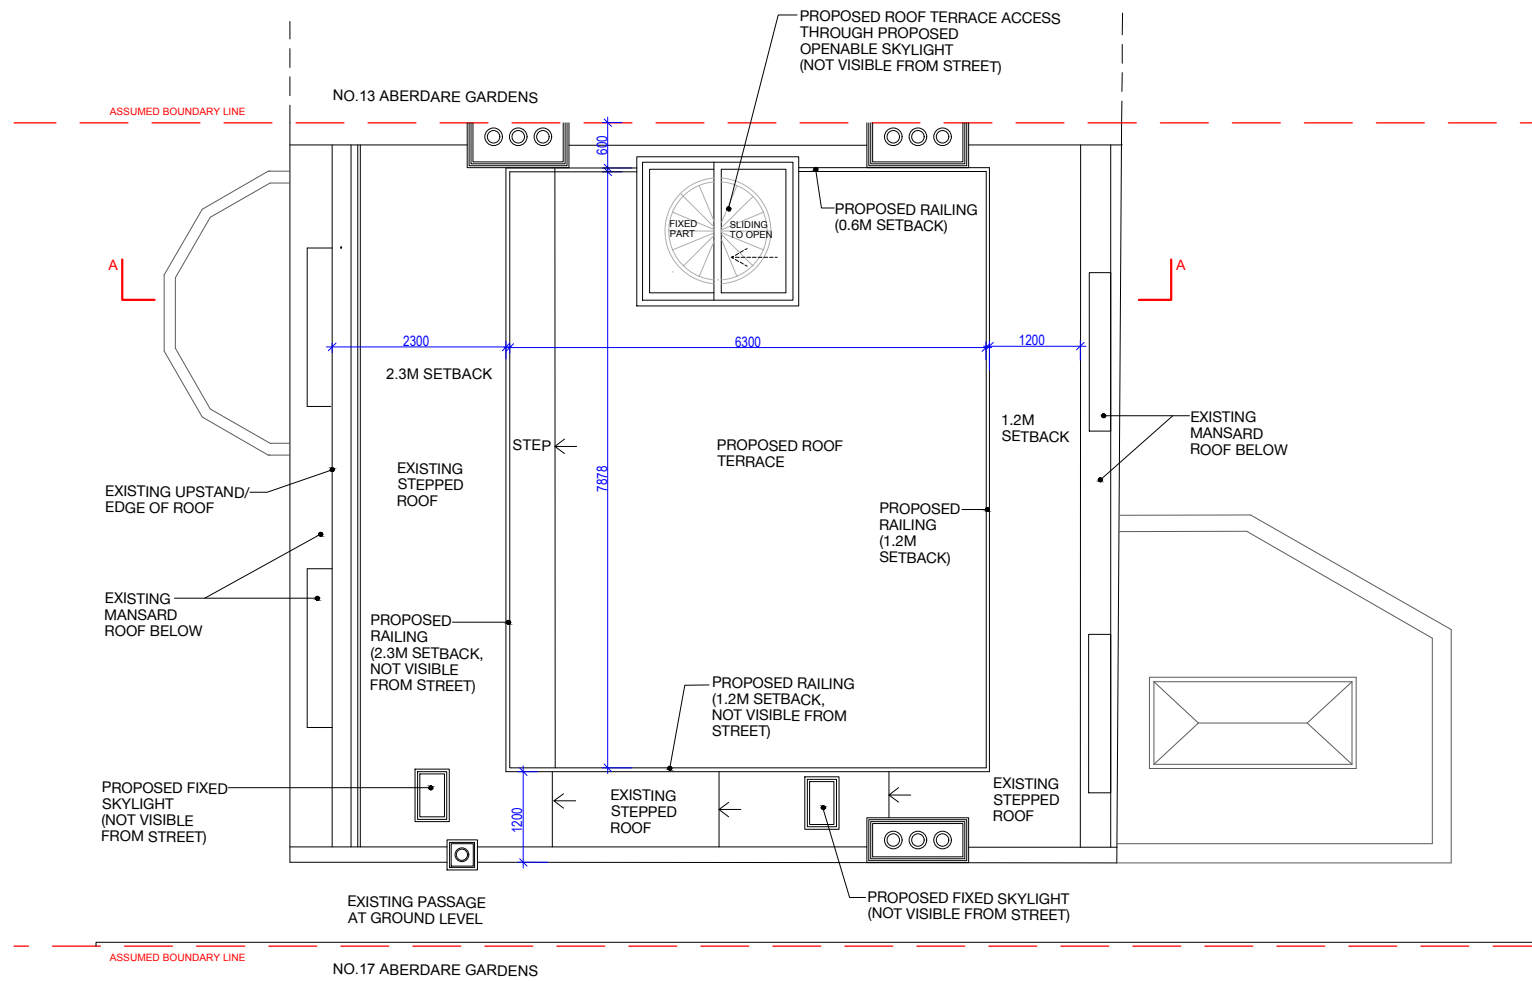 PROPOSED ROOF TERRACE ACCESS
THROUGH PROPOSED
OPENABLE SKYLIGHT
(NOT VISIBLE FROM STREET)
NO.13 ABERDARE GARDENS
ASSUMED BOUNDARY LINE
600
PROPOSED RAILING
(0.6M SETBACK)
FIXED
PART
SLIDING
TO OPEN
A
A
2300
6300
1200
2.3M SETBACK
1.2M
SETBACK
EXISTING
MANSARD
ROOF BELOW
STEP
PROPOSED ROOF
TERRACE
EXISTING
STEPPED
ROOF
7878
EXISTING UPSTAND/
EDGE OF ROOF
PROPOSED
RAILING
(1.2M
SETBACK)
EXISTING
MANSARD
ROOF BELOW
PROPOSED
RAILING
(2.3M SETBACK,
NOT VISIBLE
FROM STREET)
PROPOSED RAILING
(1.2M SETBACK,
NOT VISIBLE FROM
STREET)
PROPOSED FIXED
SKYLIGHT
(NOT VISIBLE
FROM STREET)
1200
EXISTING
STEPPED
ROOF
EXISTING
STEPPED
ROOF
EXISTING PASSAGE
AT GROUND LEVEL
PROPOSED FIXED SKYLIGHT
(NOT VISIBLE FROM STREET)
ASSUMED BOUNDARY LINE
NO.17 ABERDARE GARDENS